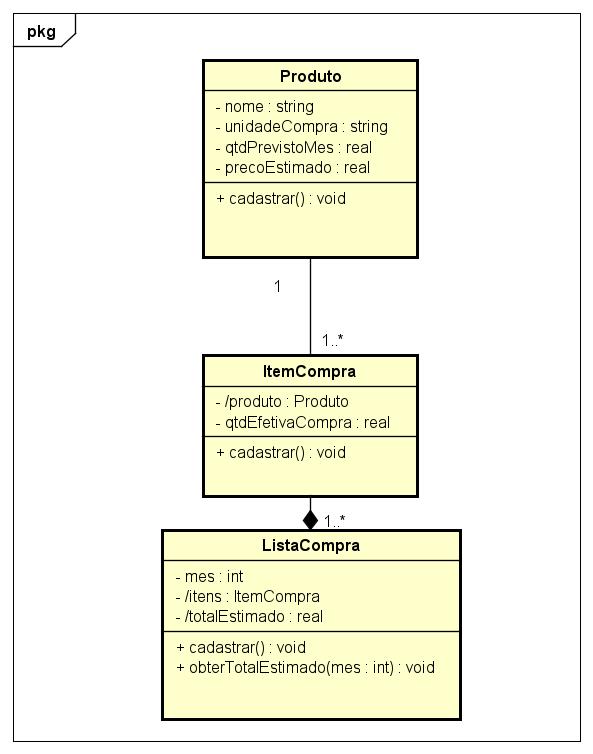 pkg
Produto
- nome : string
- unidadeCompra : string
- qtdPrevistoMes : real
- precoEstimado : real
+ cadastrar() : void
1
1..*
ItemCompra
- /produto : Produto
- qtdEfetivaCompra : real
+ cadastrar() : void
1..*
ListaCompra
- mes : int
- /itens : ItemCompra
- /totalEstimado : real
+ cadastrar() : void
+ obterTotalEstimado(mes : int) : void